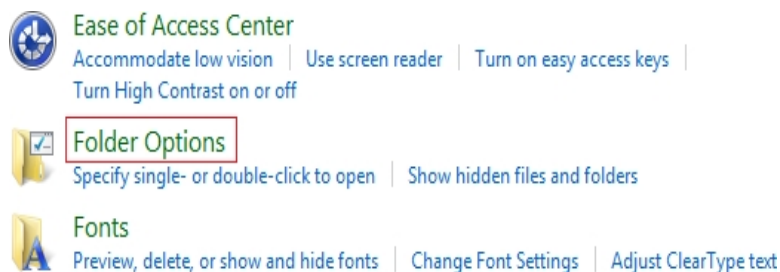 Ease of Access Center
Accommodate low vision | Use screen reader | Turn on easy access keys |
Turn High Contrast on or off
Folder Options
Specify single- or double-click to open | Show hidden files and folders
Fonts
Preview, delete, or show and hide fonts | Change Font Settings | Adjust ClearType text